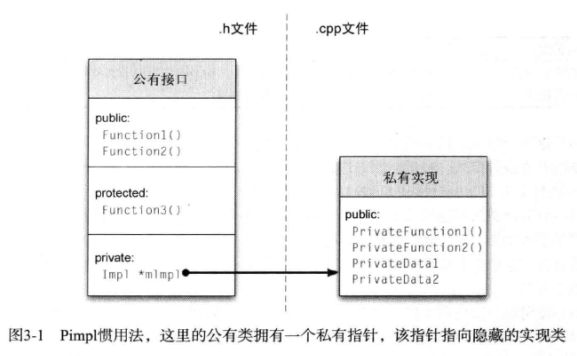 .h文件
.cpp文件
公有接口
public:
Function1()
Function2()
protected:
Function3()
private:
Impl *mImpl
私有实现
public:
PrivateFunction1()
PrivateFunction2()
PrivateData1
PrivateData2
图3-1 Pimpl惯用法，这里的公有类拥有一个私有指针，该指针指向隐藏的实现类